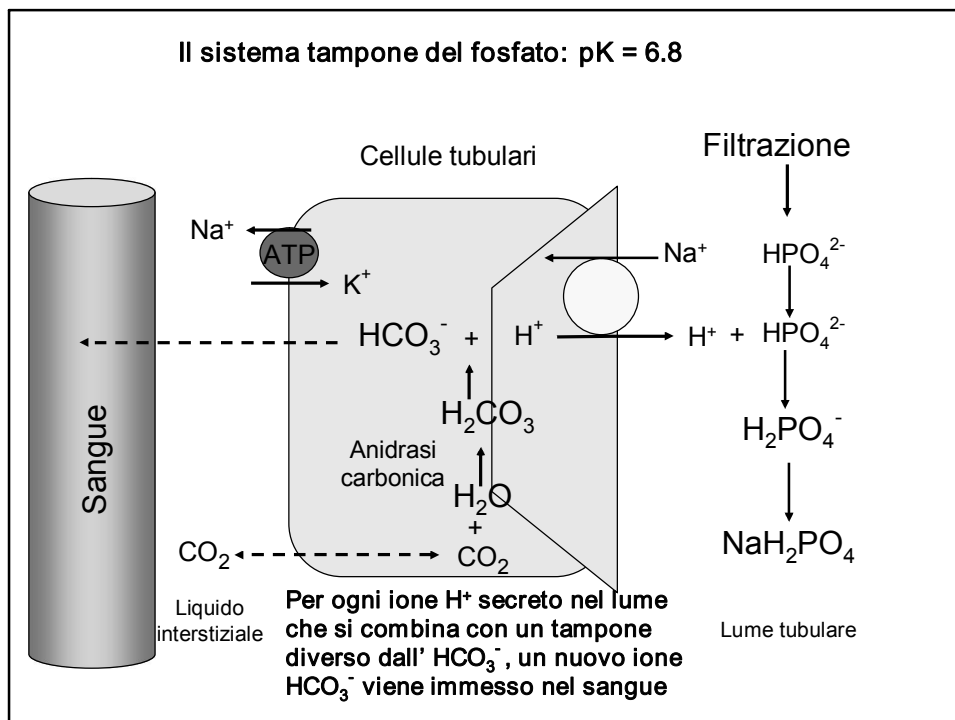 Il sistema tampone del fosfato: pK = 6.8
Filtrazione
Cellule tubulari
Na⁺
ATP
K⁺
Na⁺
HPO₄²⁻
HCO₃⁻ + H⁺
H⁺ + HPO₄²⁻
H₂CO₃
H₂PO₄⁻
Anidrasi
carbonica
H₂O
+
CO₂
CO₂
NaH₂PO₄
Sangue
Liquido
interstiziale
Lume tubulare
Per ogni ione H⁺ secreto nel lume
che si combina con un tampone
diverso dall' HCO₃⁻, un nuovo ione
HCO₃⁻ viene immesso nel sangue